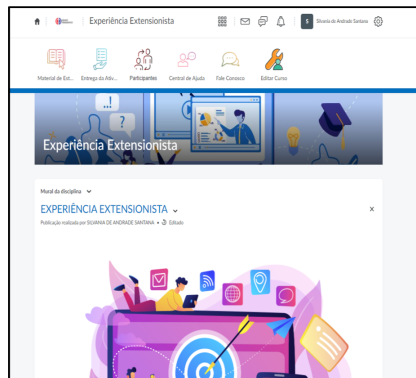 Experiência Extensionista
S Silvania de Andrade Santana
Material de Est... Entrega da Ativ... Participantes Central de Ajuda Fale Conosco Editar Curso
...!
?
Experiência Extensionista
Mural da disciplina
EXPERIÊNCIA EXTENSIONISTA
Publicação realizada por SILVANIA DE ANDRADE SANTANA • Editado